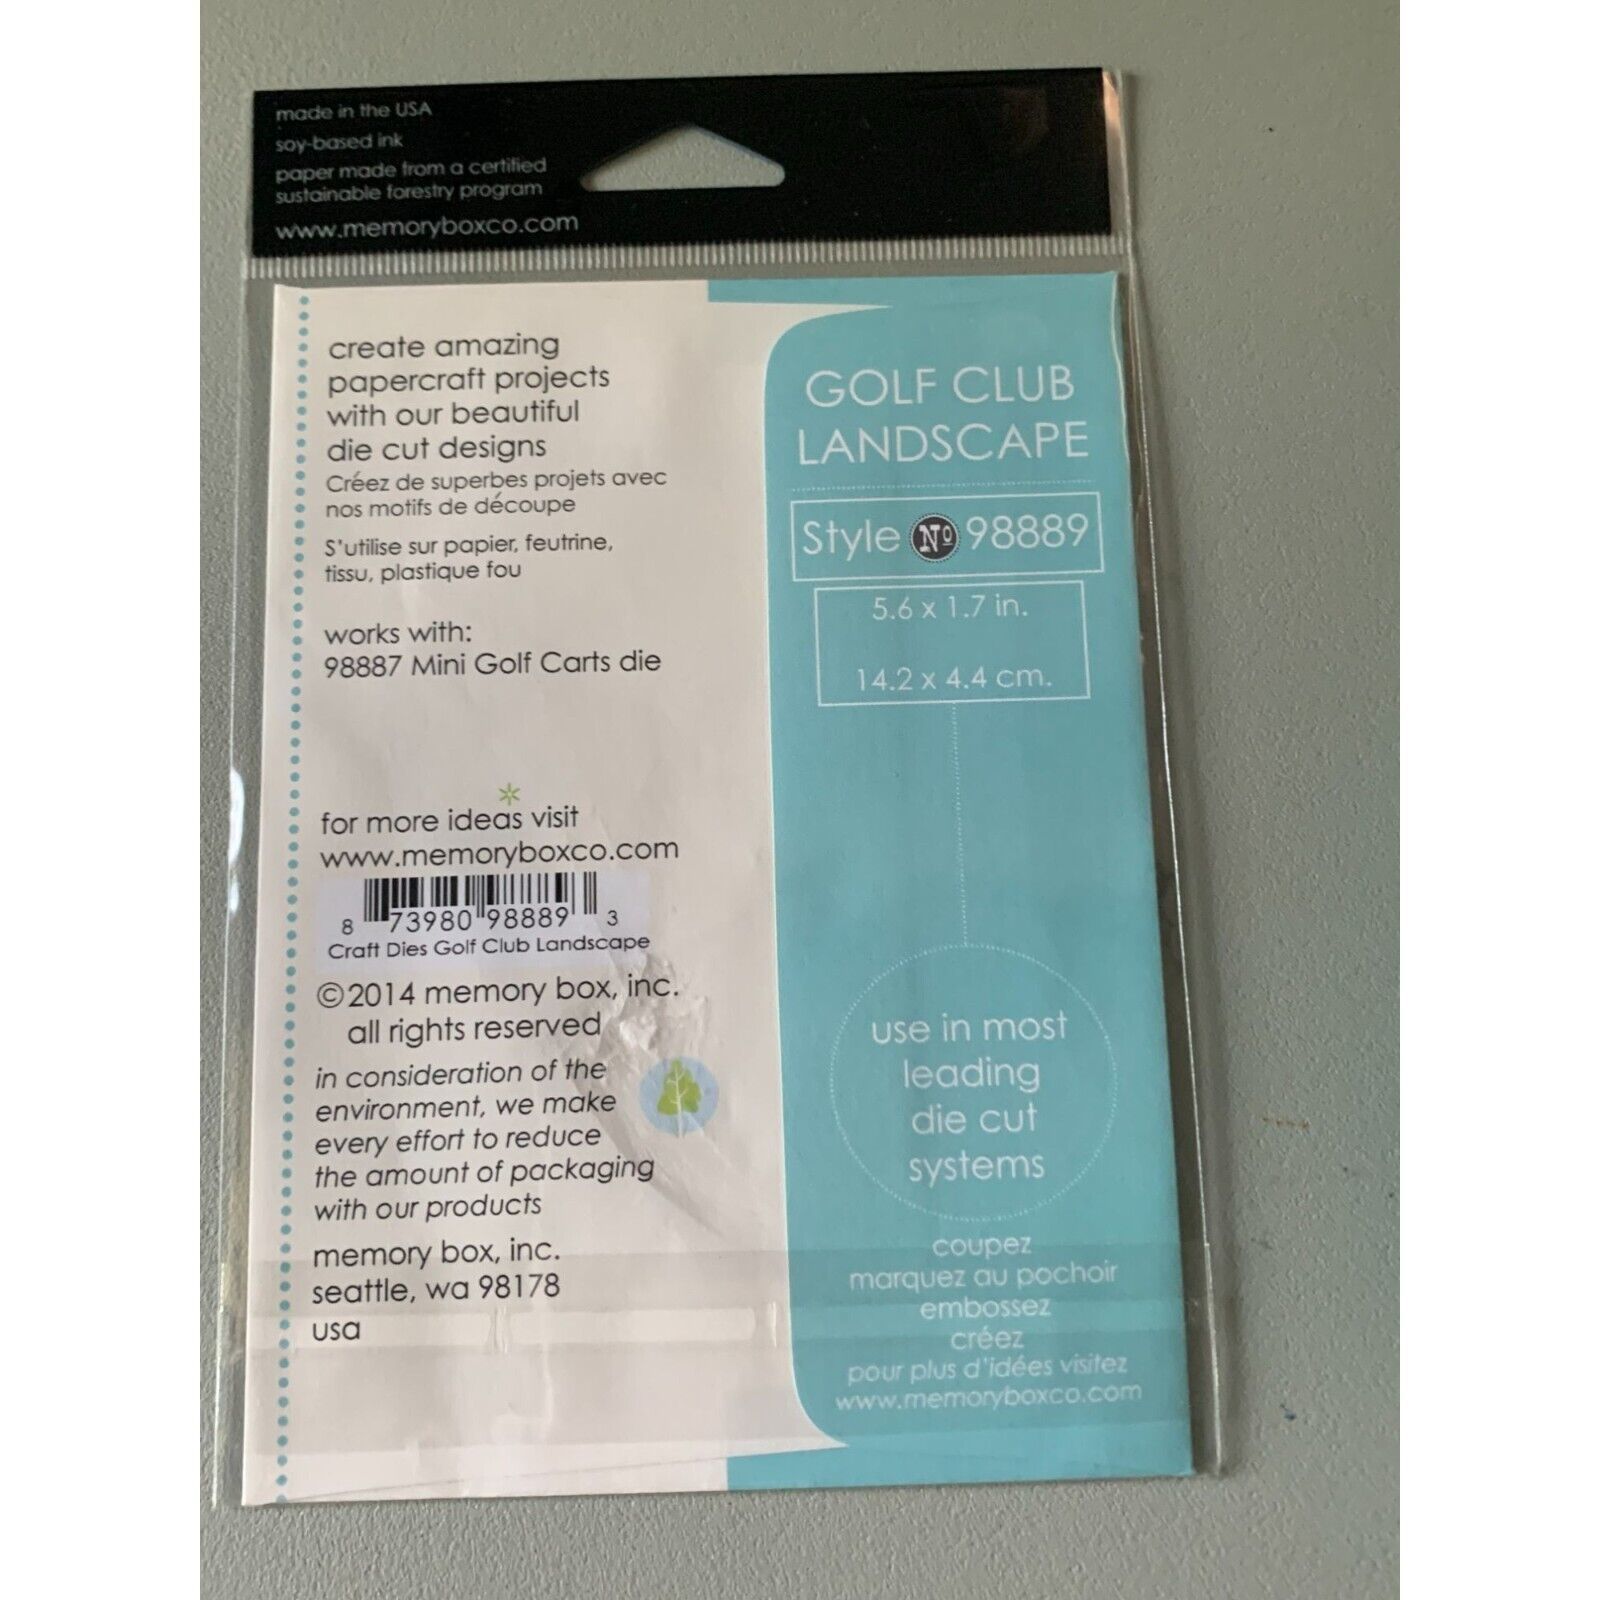 made in the USA
soy-based ink
paper made from a certified
sustainable forestry program
www.memoryboxco.com
create amazing
papercraft projects
with our beautiful
die cut designs
Créez de superbes projets avec
nos motifs de découpe
S'utilise sur papier, feutrine,
tissu, plastique fou
works with:
98887 Mini Golf Carts die
for more ideas visit
www.memoryboxco.com
8 73980 98889 3
Craft Dies Golf Club Landscape
©2014 memory box, inc.
all rights reserved
in consideration of the
environment, we make
every effort to reduce
the amount of packaging
with our products
memory box, inc.
seattle, wa 98178
usa
GOLF CLUB
LANDSCAPE
Style No 98889
5.6 x 1.7 in.
14.2 x 4.4 cm.
use in most
leading
die cut
systems
coupez
marquez au pochoir
embossez
créez
pour plus d'idées visitez
www.memoryboxco.com